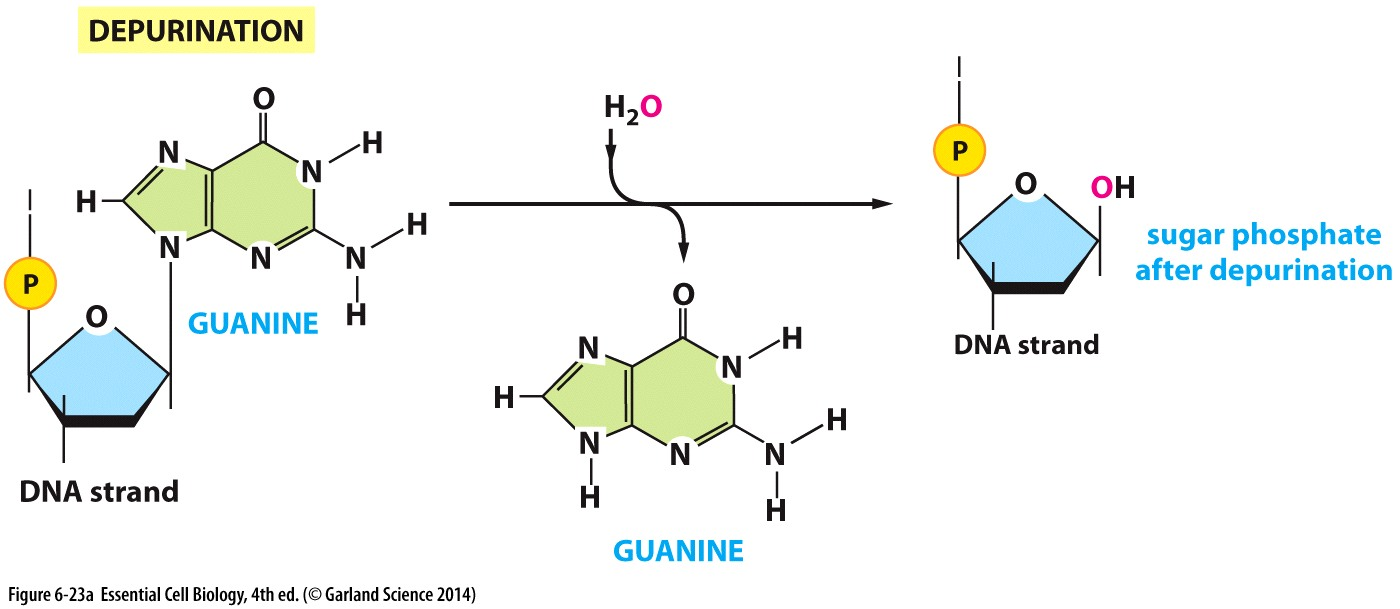 DEPURINATION
O
N
H
N
H
H
N
N
N
H
H
P
O
GUANINE
DNA strand
H₂O
O
N
H
N
H
H
N
N
N
H
H
H
GUANINE
P
O
OH
DNA strand
sugar phosphate
after depurination
Figure 6-23a Essential Cell Biology, 4th ed. (© Garland Science 2014)